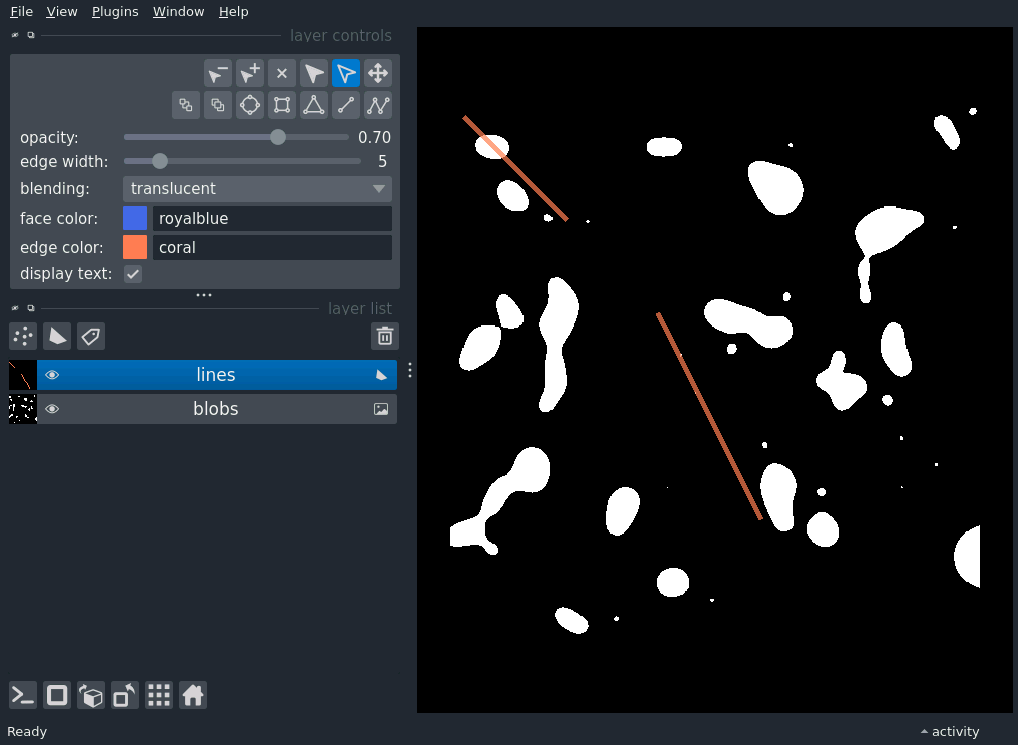 File View Plugins Window Help
layer controls
opacity: 0.70
edge width: 5
blending: translucent
face color: royalblue
edge color: coral
display text:
layer list
lines
blobs
Ready activity